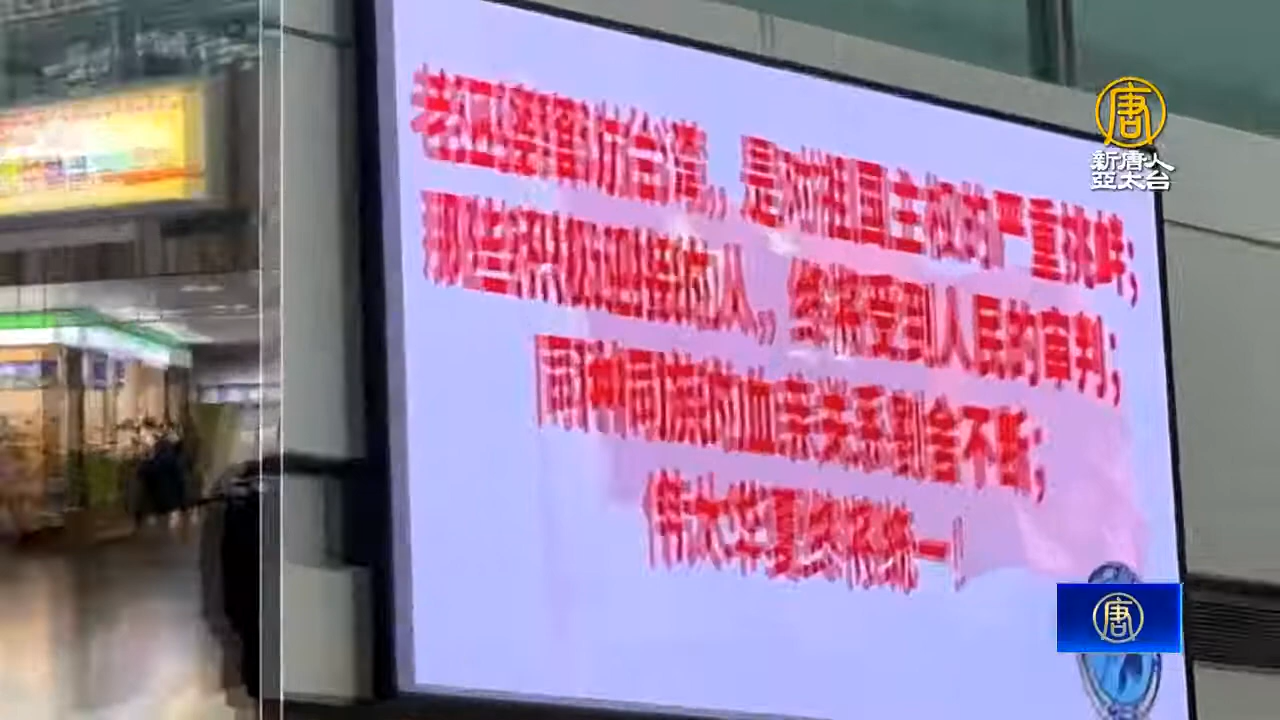 老巫婆竄訪台湾,, 是对祖国主权的严重挑衅;
那些积极迎接的人,, 终将受到人民的审判;
同种同族的血亲关系割舍不断;
伟大华夏终将统一!
唐
新唐人
亞太台
唐